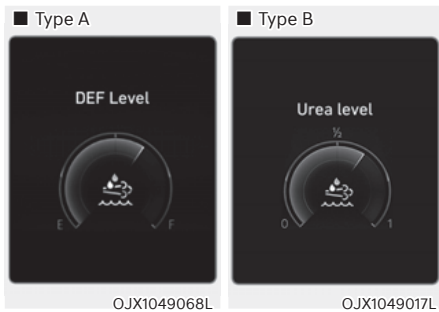 ■ Type A
DEF Level
E
F
OJX1049068L
■ Type B
Urea level
½
0
1
OJX1049017L